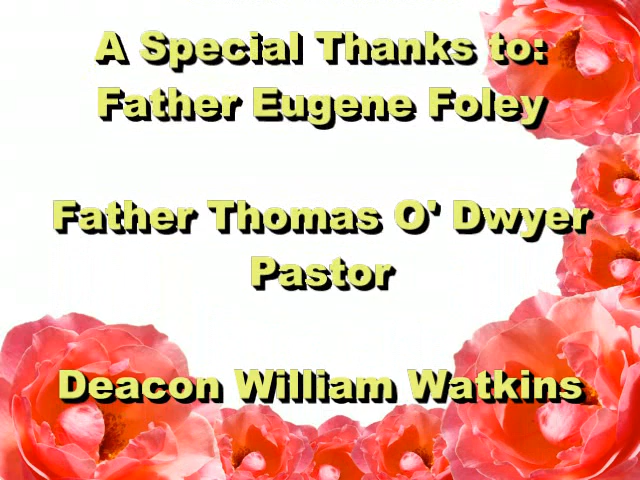 A Special Thanks to:
Father Eugene Foley
Father Thomas O' Dwyer
Pastor
Deacon William Watkins